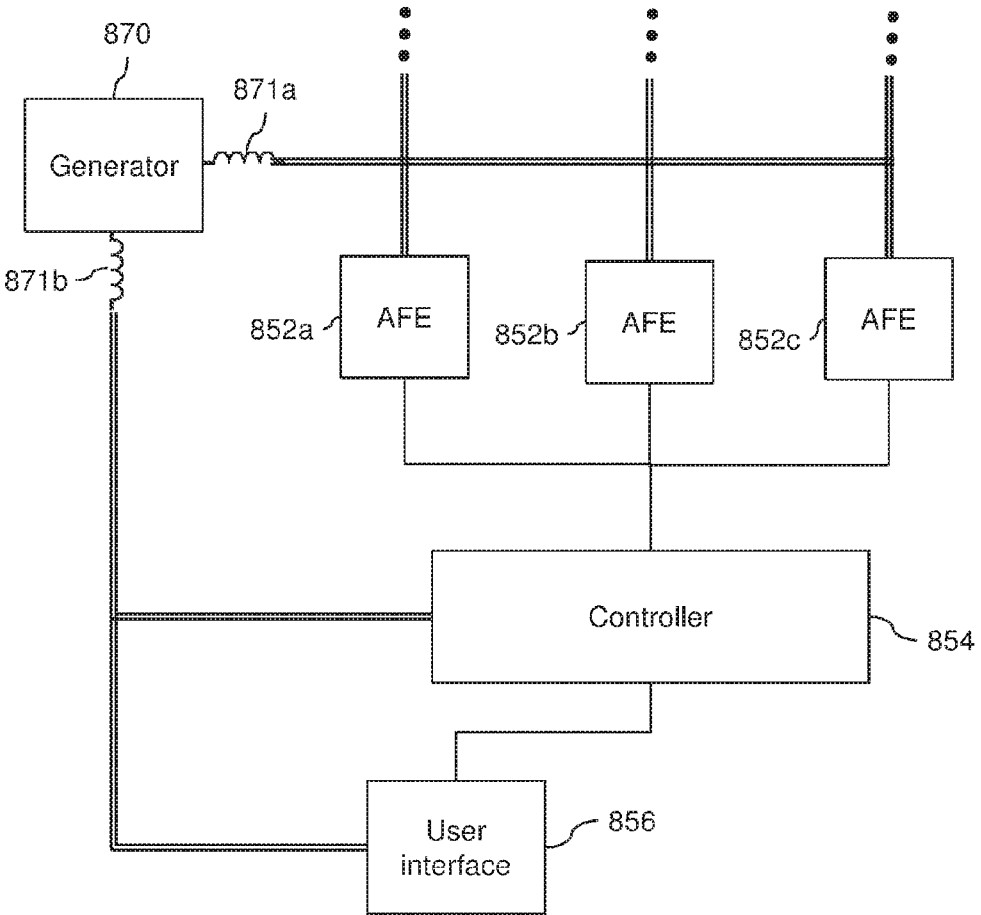 870
871a
Generator
871b
AFE
852a
AFE
852b
AFE
852c
Controller
854
User
interface
856